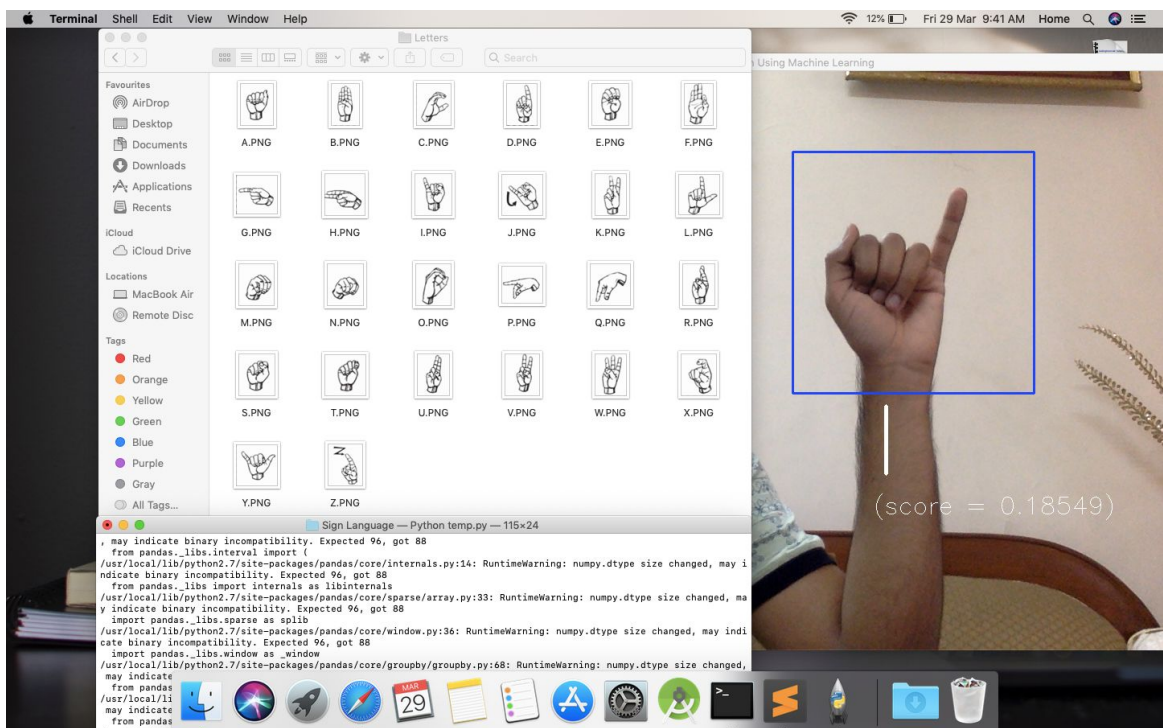 Terminal Shell Edit View Window Help 12% Fri 29 Mar 9:41 AM Home
Letters
Search
Favourites
AirDrop
Desktop
Documents
Downloads
Applications
Recents
iCloud
iCloud Drive
Locations
MacBook Air
Remote Disc
Tags
Red
Orange
Yellow
Green
Blue
Purple
Gray
All Tags...
A.PNG B.PNG C.PNG D.PNG E.PNG F.PNG
G.PNG H.PNG I.PNG J.PNG K.PNG L.PNG
M.PNG N.PNG O.PNG P.PNG Q.PNG R.PNG
S.PNG T.PNG U.PNG V.PNG W.PNG X.PNG
Z
Y.PNG Z.PNG
Using Machine Learning
I
(score = 0.18549)
Sign Language — Python temp.py — 115×24
, may indicate binary incompatibility. Expected 96, got 88
from pandas._libs.interval import (
/usr/local/lib/python2.7/site-packages/pandas/core/internals.py:14: RuntimeWarning: numpy.dtype size changed, may i
ndicate binary incompatibility. Expected 96, got 88
from pandas._libs import internals as libinternals
/usr/local/lib/python2.7/site-packages/pandas/core/sparse/array.py:33: RuntimeWarning: numpy.dtype size changed, ma
y indicate binary incompatibility. Expected 96, got 88
import pandas._libs.sparse as splib
/usr/local/lib/python2.7/site-packages/pandas/core/window.py:36: RuntimeWarning: numpy.dtype size changed, may indi
cate binary incompatibility. Expected 96, got 88
import pandas._libs.window as _window
/usr/local/lib/python2.7/site-packages/pandas/core/groupby/groupby.py:68: RuntimeWarning: numpy.dtype size changed,
may indicate
from pandas
/usr/local/li
may indicate
from pandas
MAR
29